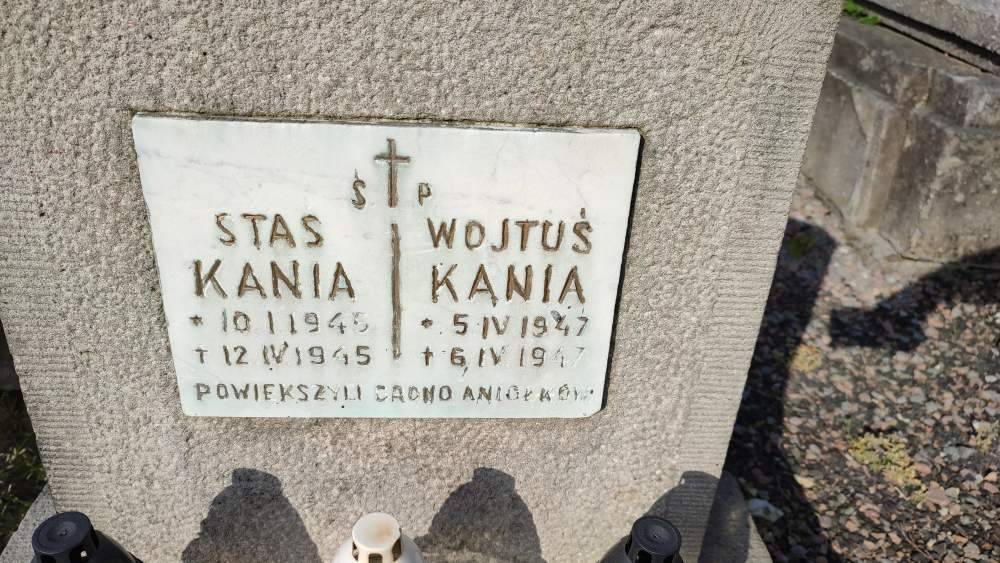 Ś P
STAS
KANIA
* 10 I 1945
† 12 IV 1945
WOJTUŚ
KANIA
* 5 IV 1947
† 6 IV 1947
POWIEKSZYLI GRONO ANIOŁKÓW